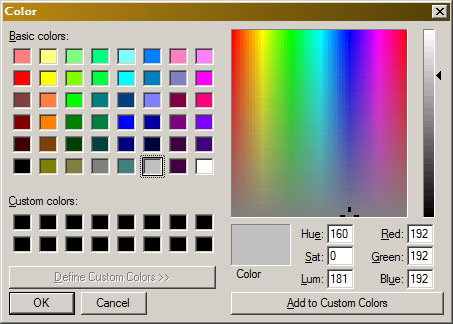 Color
Basic colors:
Custom colors:
Define Custom Colors >>
OK Cancel
Color
Hue: 160 Red: 192
Sat: 0 Green: 192
Lum: 181 Blue: 192
Add to Custom Colors